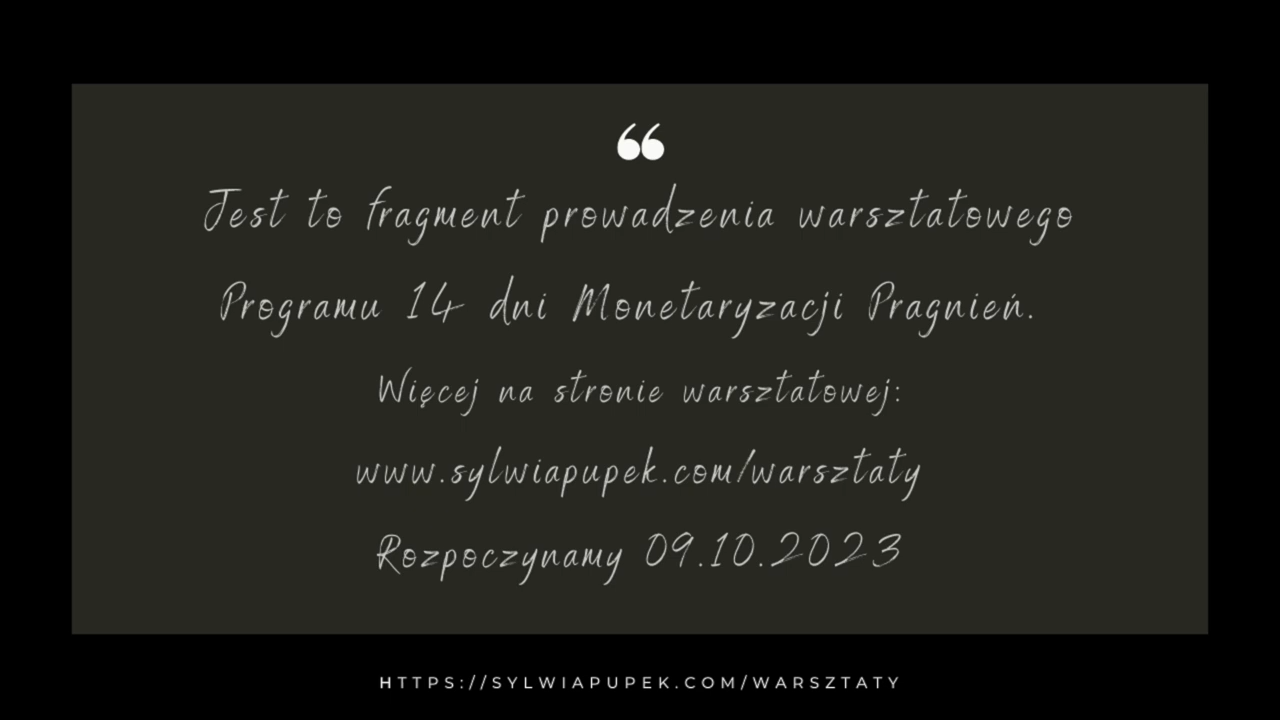 ❝
Jest to fragment prowadzenia warsztatowego
Programu 14 dni Monetaryzacji Pragnień.
Więcej na stronie warsztatowej:
www.sylwiapupek.com/warsztaty
Rozpoczynamy 09.10.2023
HTTPS://SYLWIAPUPEK.COM/WARSZTATY